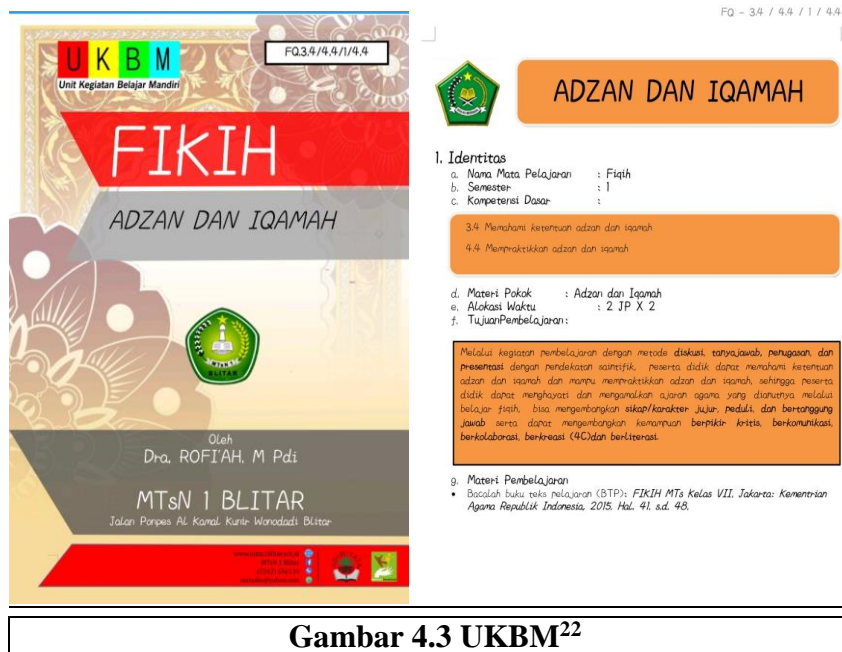 FQ - 3.4 / 4.4 / 1 / 4.4
UKBM
Unit Kegiatan Belajar Mandiri
FQ.3.4/4.4/1/4.4
FIKIH
ADZAN DAN IQAMAH
MTsN 1
BLITAR
Oleh
Dra, ROFI'AH, M Pdi
MTsN 1 BLITAR
Jalan Ponpes AL Kamal Kunir Wonodadi Blitar
ADZAN DAN IQAMAH
1. Identitas
a. Nama Mata Pelajaran : Fiqih
b. Semester : 1
c. Kompetensi Dasar :
3.4 Memahami ketentuan adzan dan iqamah
4.4 Mempraktikkan adzan dan iqamah
d. Materi Pokok : Adzan dan Iqamah
e. Alokasi Waktu : 2 JP X 2
f. TujuanPembelajaran:
Melalui kegiatan pembelajaran dengan metode diskusi, tanyajawab, penugasan, dan
presentasi dengan pendekatan saintifik, peserta didik dapat memahami ketentuan
adzan dan iqamah dan mampu mempraktikkan adzan dan iqamah, sehingga peserta
didik dapat menghayati dan mengamalkan ajaran agama yang dianutnya melalui
belajar fiqih, bisa mengembangkan sikap/karakter jujur, peduli, dan bertanggung
jawab serta dapat mengembangkan kemampuan berpikir kritis, berkomunikasi,
berkolaborasi, berkreasi (4C)dan berliterasi.
g. Materi Pembelajaran
• Bacalah buku teks pelajaran (BTP): FIKIH MTs Kelas VII, Jakarta: Kementrian
Agama Republik Indonesia, 2015. Hal. 41, s.d. 48.
Gambar 4.3 UKBM22